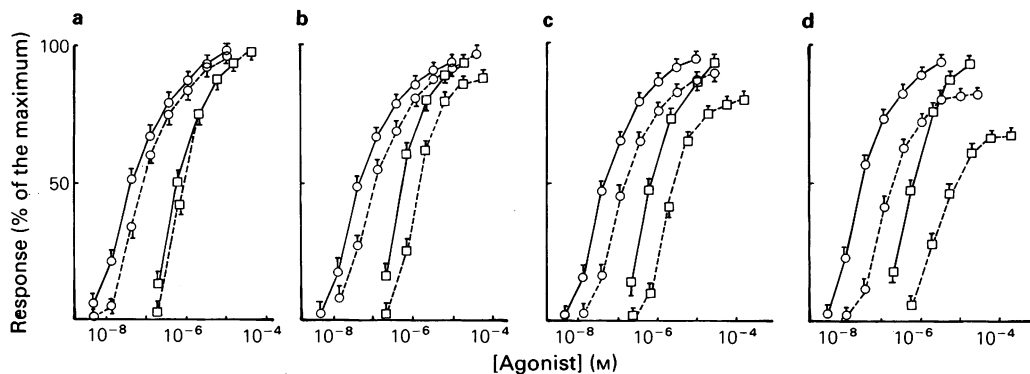 a
b
c
d
Response (% of the maximum)
100
50
10⁻⁸ 10⁻⁶ 10⁻⁴
10⁻⁸ 10⁻⁶ 10⁻⁴
10⁻⁸ 10⁻⁶ 10⁻⁴
10⁻⁸ 10⁻⁶ 10⁻⁴
[Agonist] (M)